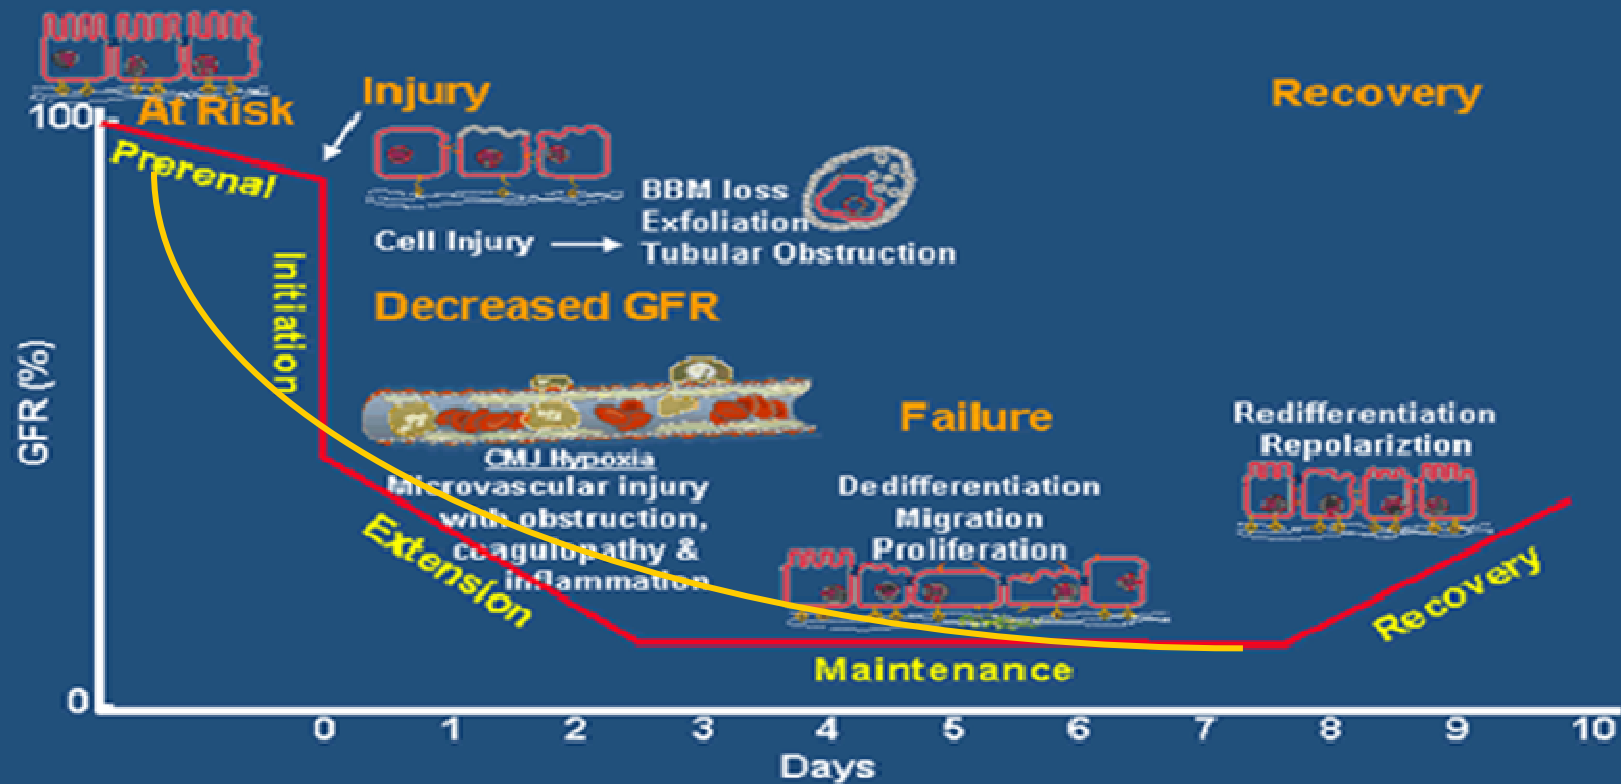 At Risk
Injury
Recovery
100
Prerenal
BBM loss
Exfoliation
Cell Injury
Tubular Obstruction
Initiation
Decreased GFR
GFR (%)
Failure
Redifferentiation
Repolariztion
CMJ Hypoxia
Microvascular injury
with obstruction,
coagulopathy &
inflammation
Dedifferentiation
Migration
Proliferation
Extension
Recovery
Maintenance
0
0 1 2 3 4 5 6 7 8 9 10
Days